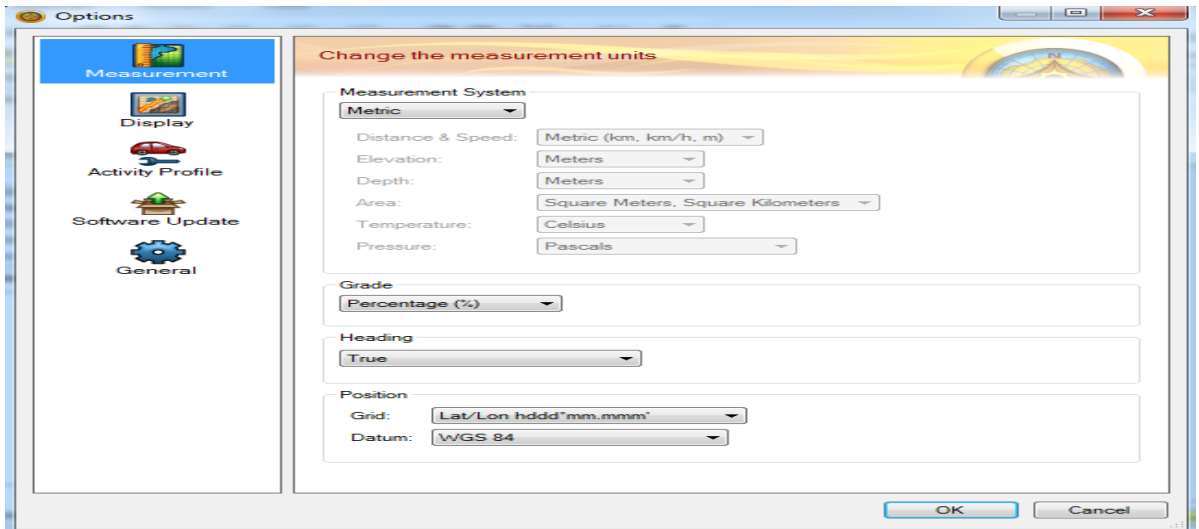 Options
Measurement
Display
Activity Profile
Software Update
General
Change the measurement units
N
Measurement System
Metric
Distance & Speed: Metric (km, km/h, m)
Elevation: Meters
Depth: Meters
Area: Square Meters, Square Kilometers
Temperature: Celsius
Pressure: Pascals
Grade
Percentage (%)
Heading
True
Position
Grid: Lat/Lon hddd°mm.mmm'
Datum: WGS 84
OK Cancel